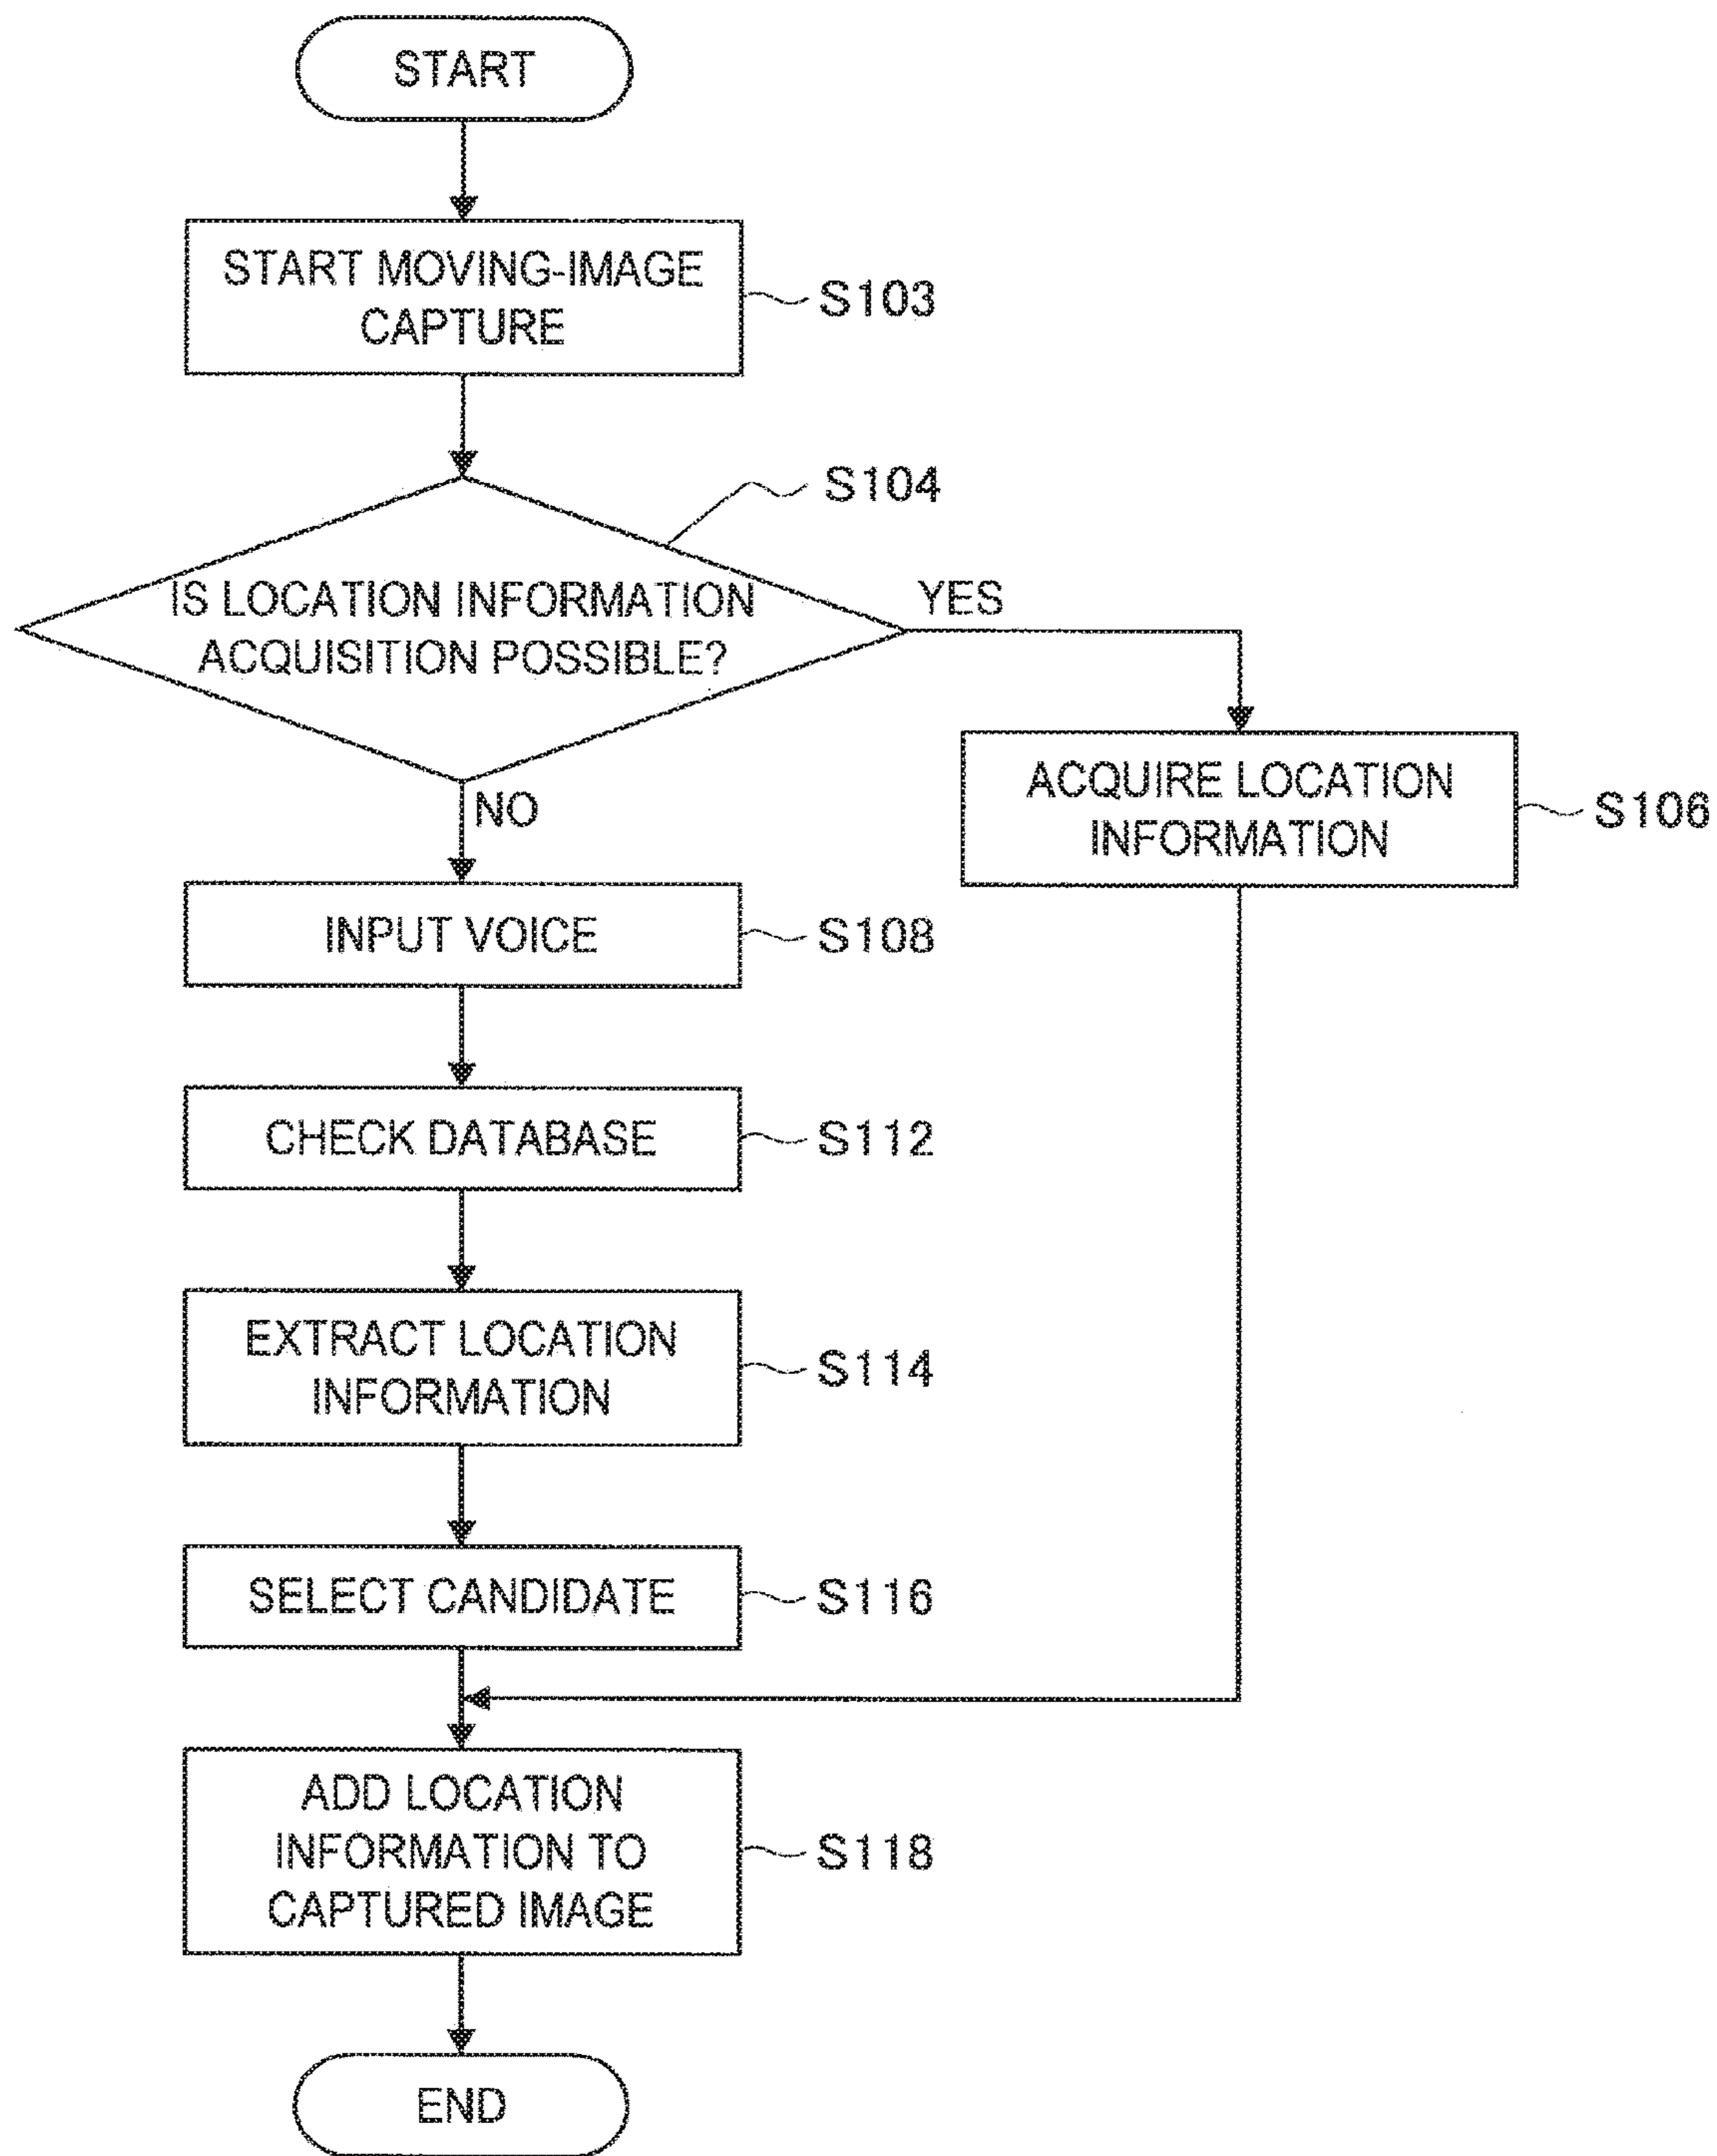 START
START MOVING-IMAGE
CAPTURE
S103
S104
IS LOCATION INFORMATION
ACQUISITION POSSIBLE?
YES
NO
ACQUIRE LOCATION
INFORMATION
S106
INPUT VOICE
S108
CHECK DATABASE
S112
EXTRACT LOCATION
INFORMATION
S114
SELECT CANDIDATE
S116
ADD LOCATION
INFORMATION TO
CAPTURED IMAGE
S118
END